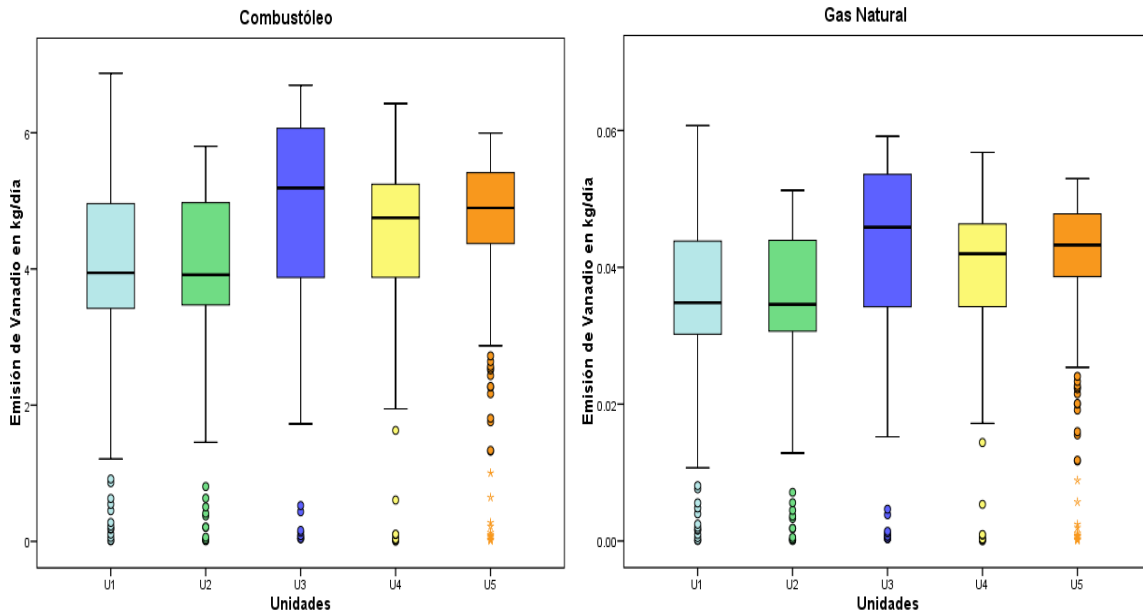 Combustóleo
Emisión de Vanadio en kg/día
6
4
2
0
U1 U2 U3 U4 U5
Unidades
Gas Natural
Emisión de Vanadio en kg/día
0.06
0.04
0.02
0.00
U1 U2 U3 U4 U5
Unidades